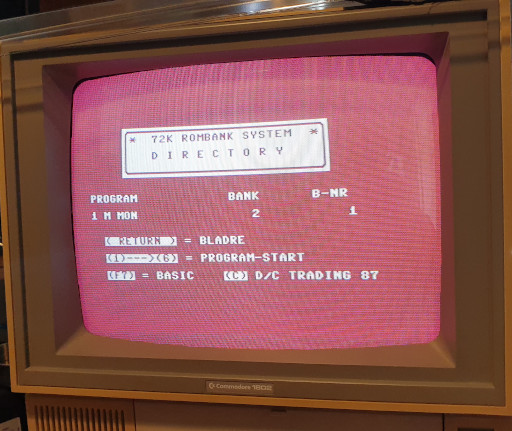 * 72K ROMBANK SYSTEM *
D I R E C T O R Y
PROGRAM BANK B-NR
1 M MON 2 1
( RETURN ) = BLADRE
(1)--->(6) = PROGRAM-START
(F7) = BASIC (C) D/C TRADING 87
Commodore 1802